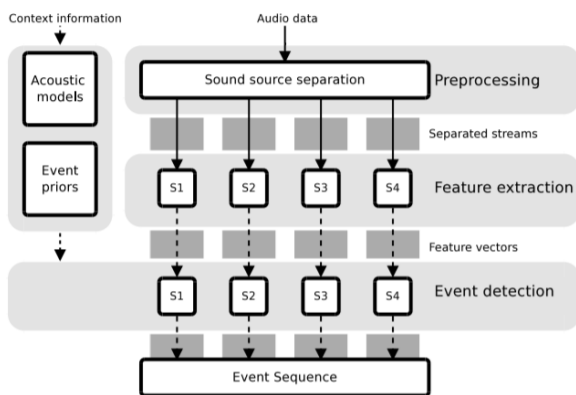 Context information
Audio data
Acoustic
models
Sound source separation
Preprocessing
Separated streams
Event
priors
S1 S2 S3 S4
Feature extraction
Feature vectors
S1 S2 S3 S4
Event detection
Event Sequence